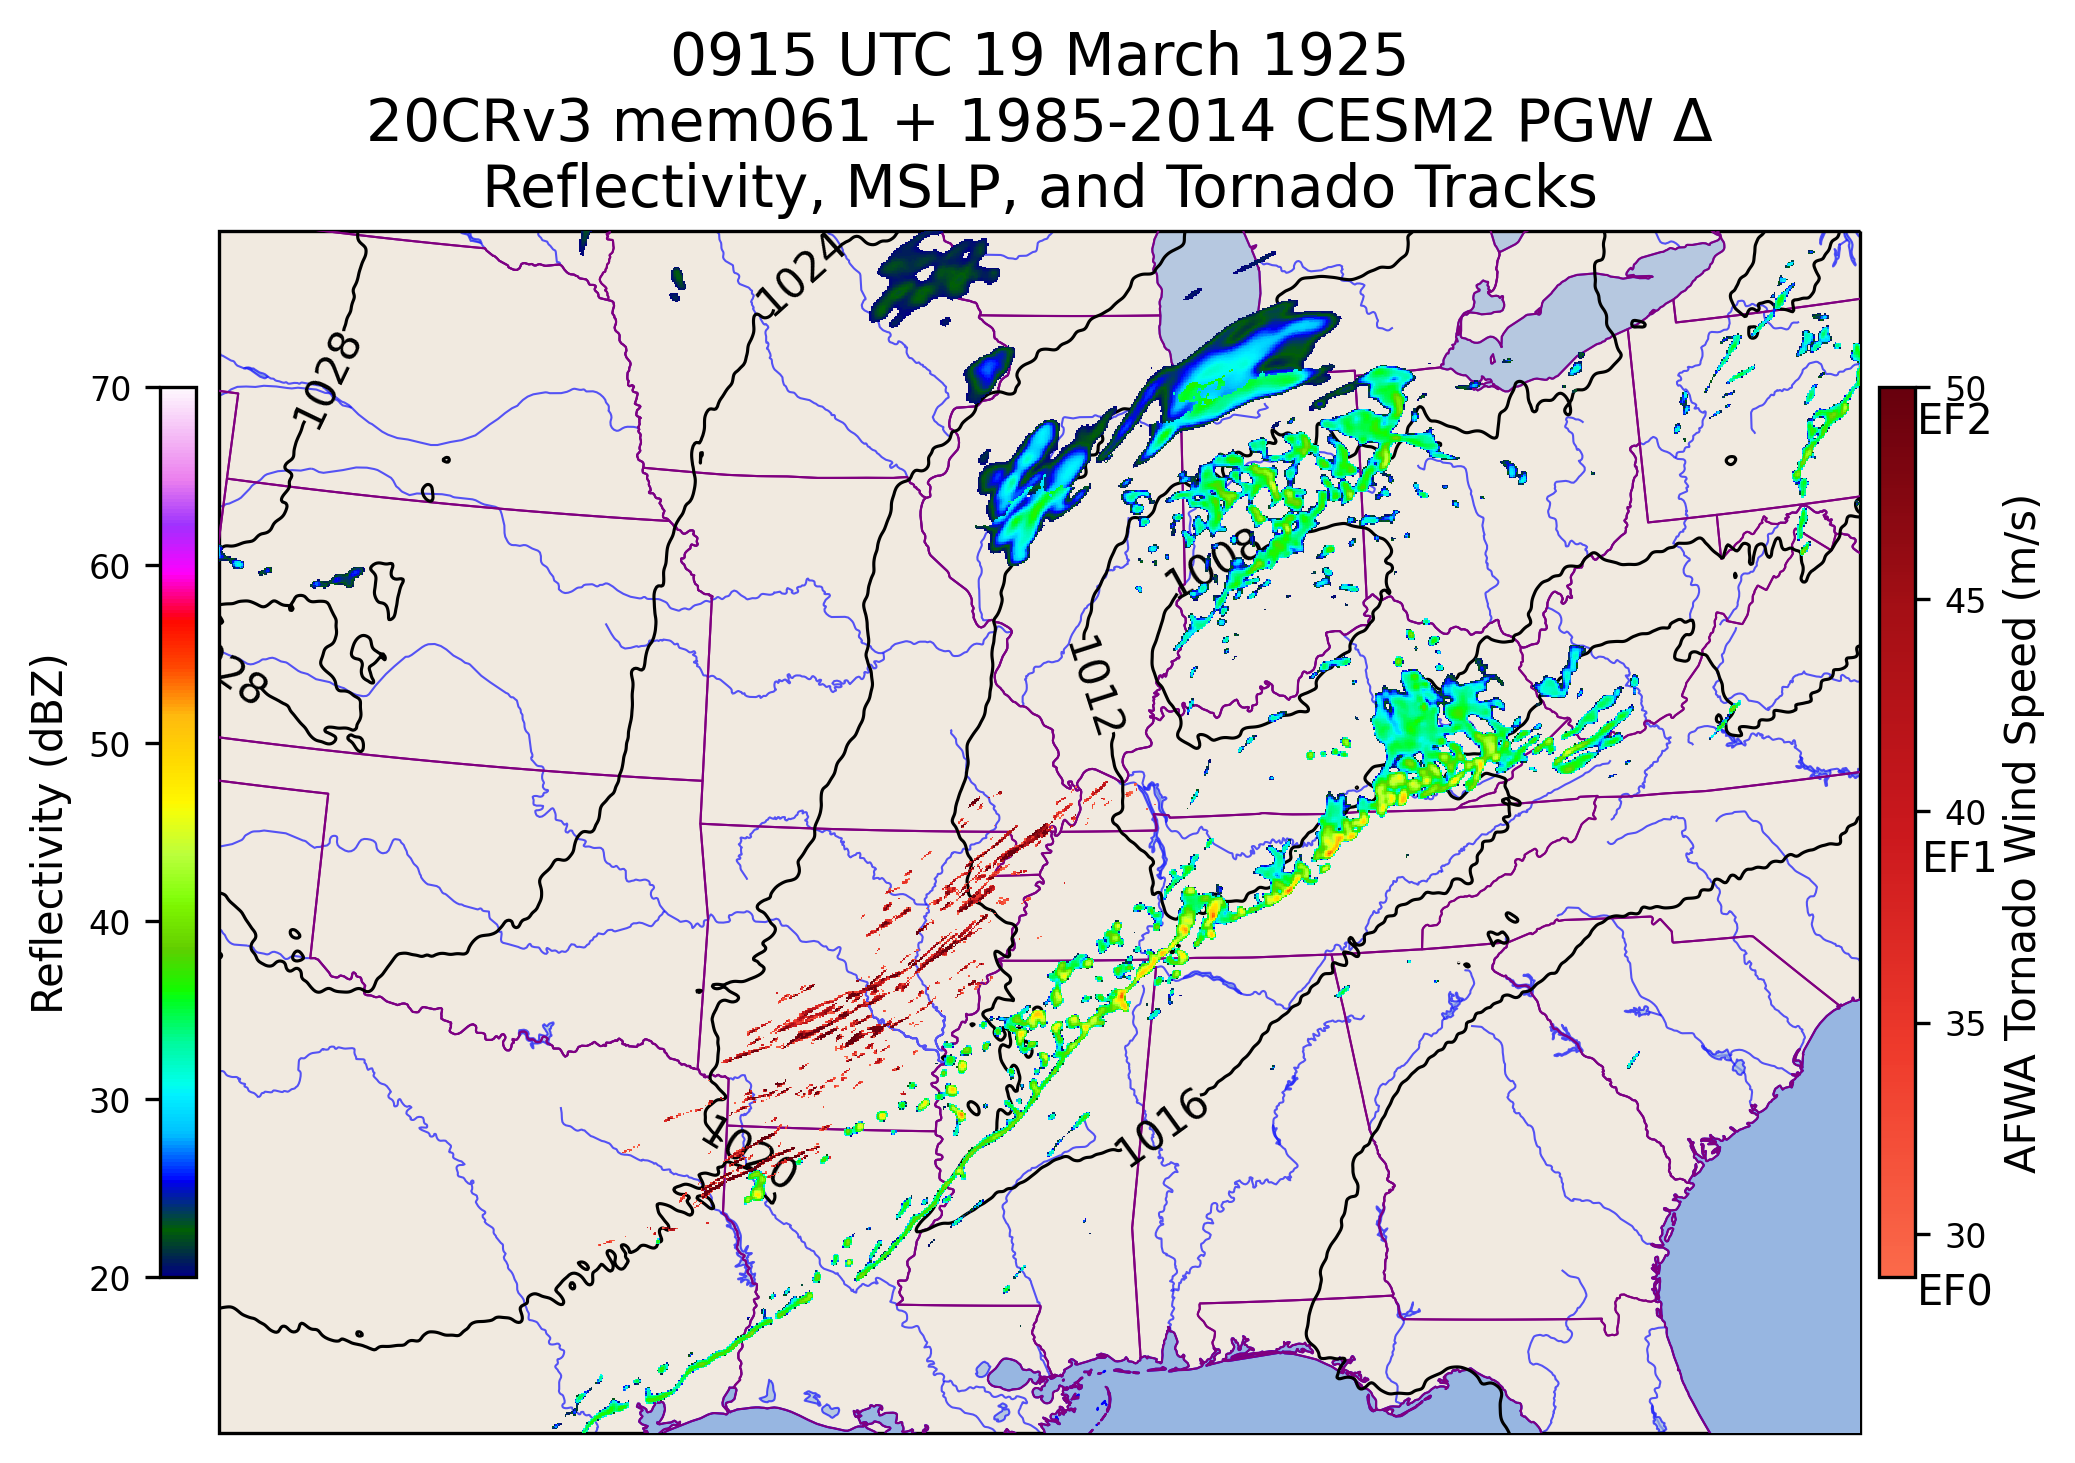 0915 UTC 19 March 1925
20CRv3 mem061 + 1985-2014 CESM2 PGW Δ
Reflectivity, MSLP, and Tornado Tracks
1024
1028
1008
28
1012
1020
1016
70
60
50
40
30
20
Reflectivity (dBZ)
50
EF2
45
40
EF1
35
30
EF0
AFWA Tornado Wind Speed (m/s)